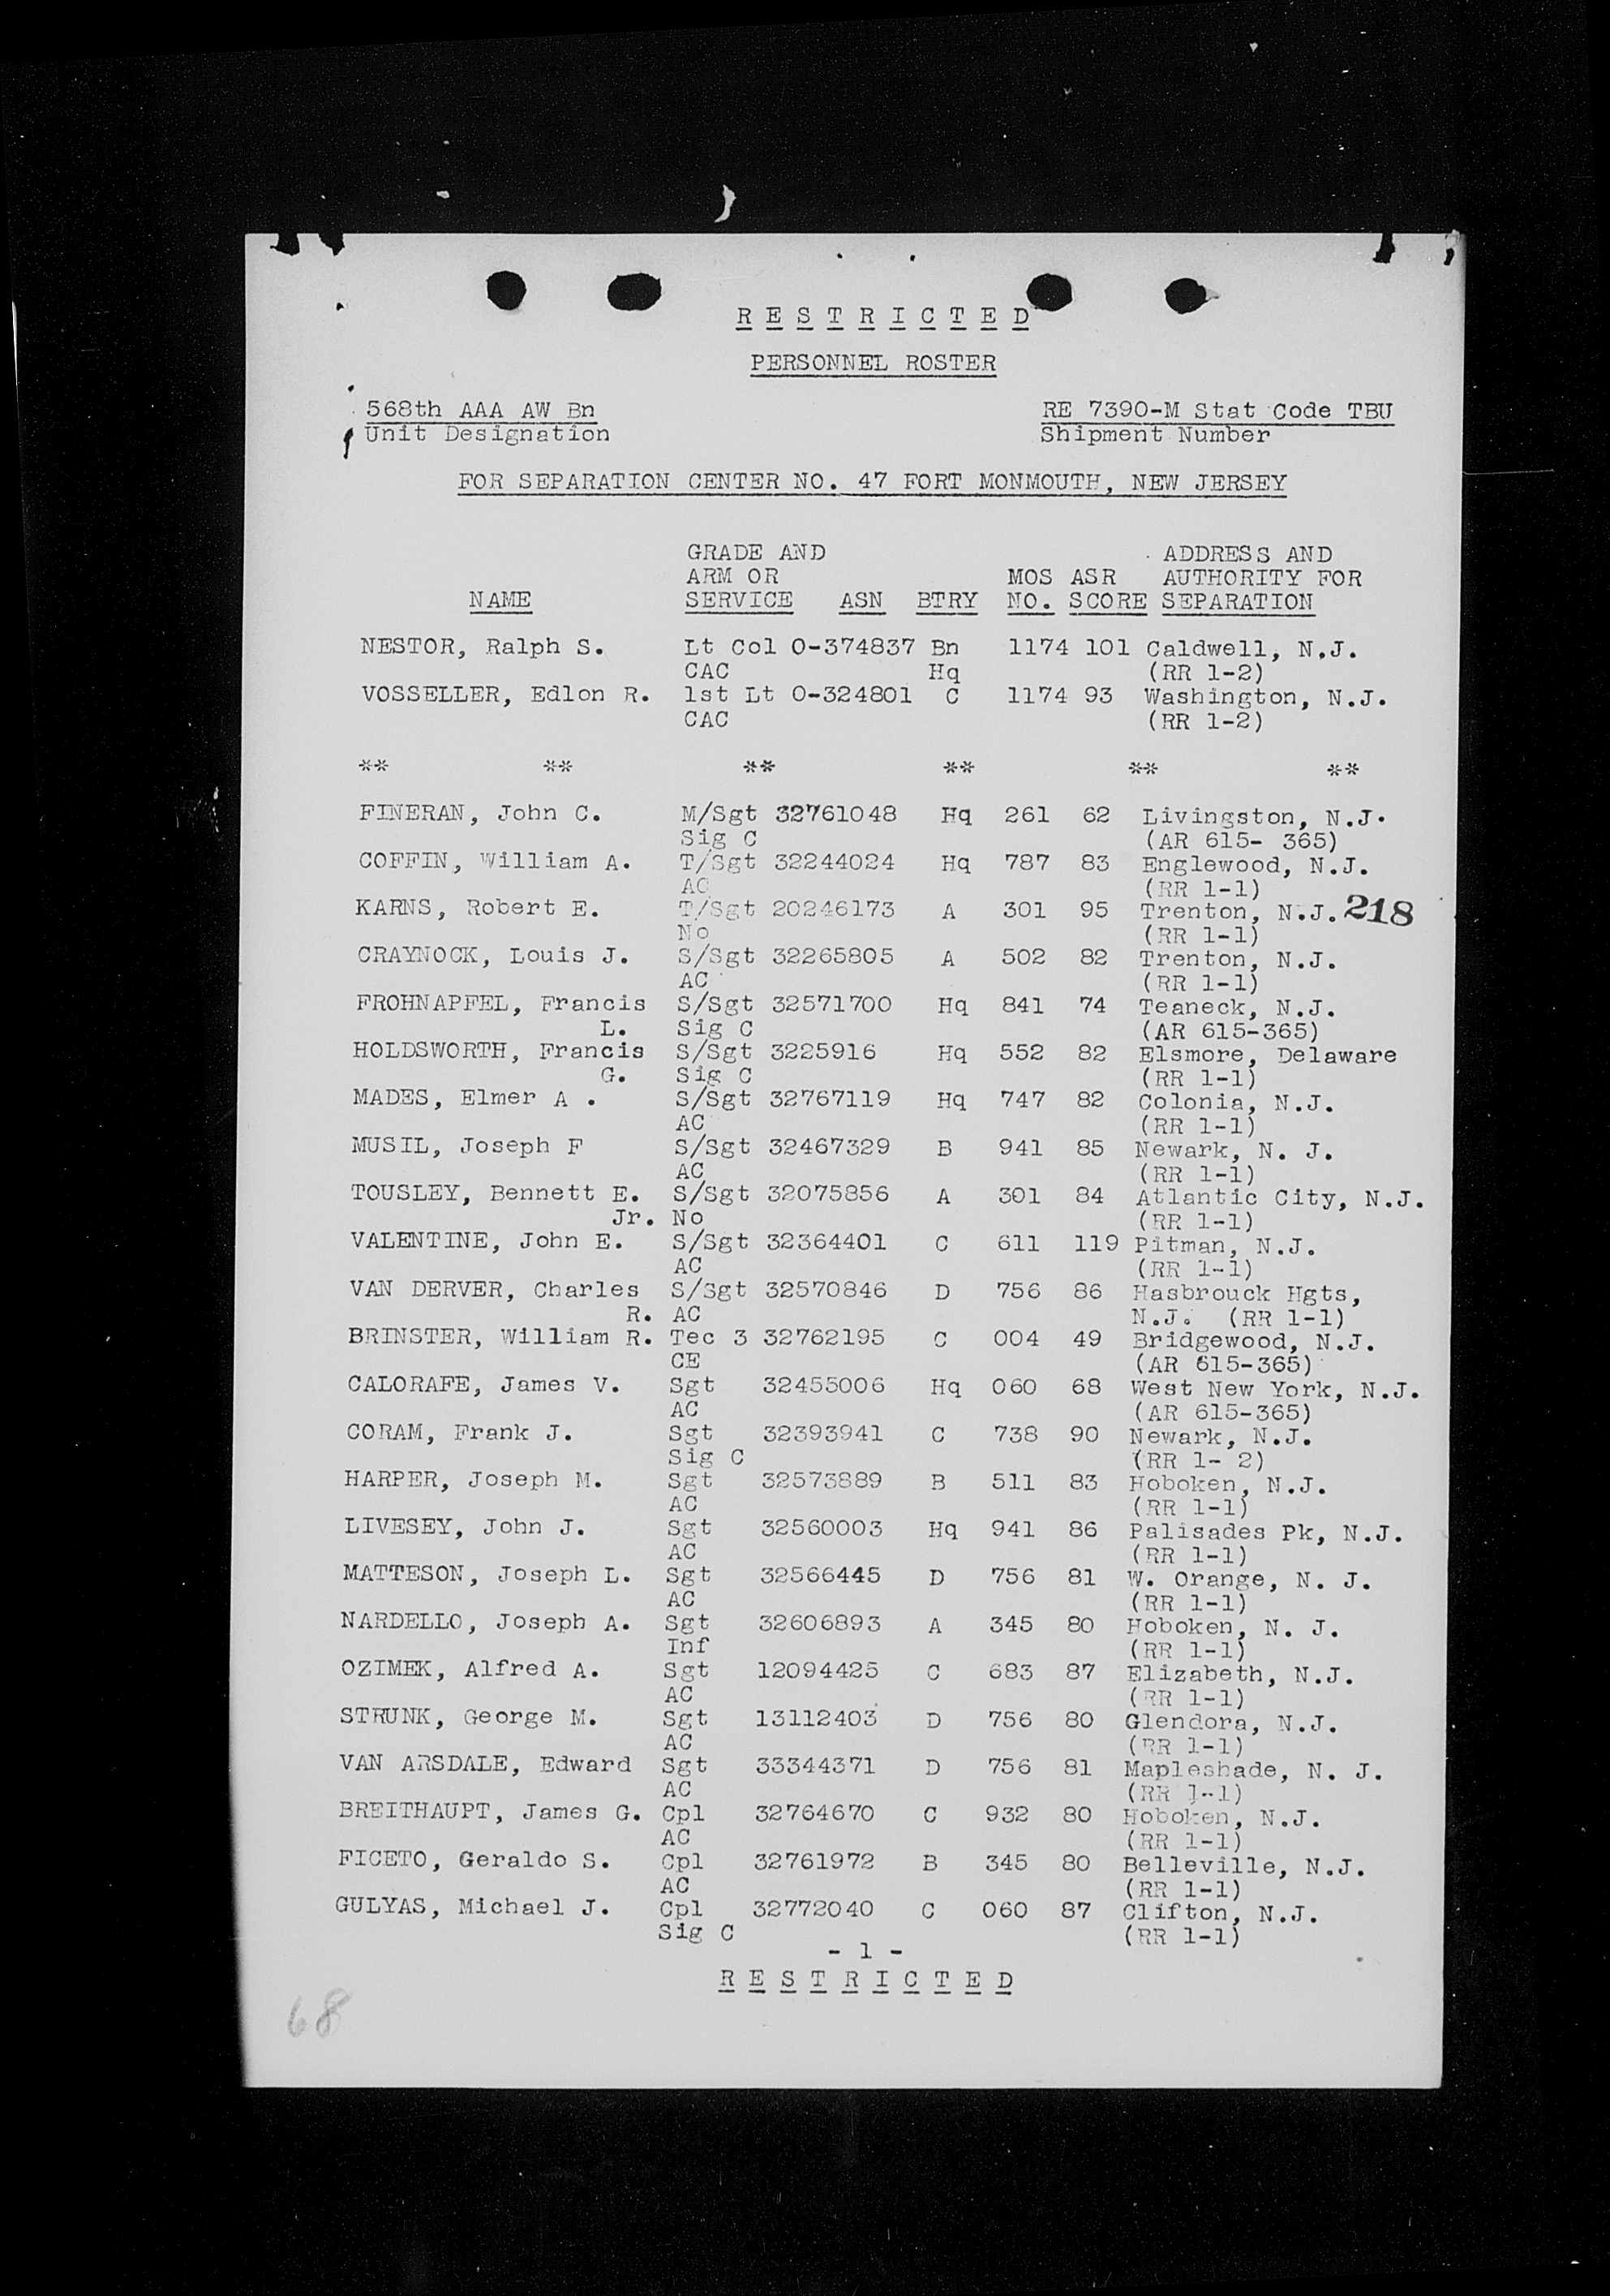 R E S T R I C T E D
PERSONNEL ROSTER
568th AAA AW Bn RE 7390-M Stat Code TBU
Unit Designation Shipment Number
FOR SEPARATION CENTER NO. 47 FORT MONMOUTH, NEW JERSEY
GRADE AND ADDRESS AND
ARM OR MOS ASR AUTHORITY FOR
NAME SERVICE ASN BTRY NO. SCORE SEPARATION
NESTOR, Ralph S. Lt Col O-374837 Bn 1174 101 Caldwell, N.J.
CAC Hq (RR 1-2)
VOSSELLER, Edlon R. 1st Lt O-324801 C 1174 93 Washington, N.J.
CAC (RR 1-2)
** ** ** ** ** **
FINERAN, John C. M/Sgt 32761048 Hq 261 62 Livingston, N.J.
Sig C (AR 615- 365)
COFFIN, William A. T/Sgt 32244024 Hq 787 83 Englewood, N.J.
AC (RR 1-1)
KARNS, Robert E. T/Sgt 20246173 A 301 95 Trenton, N.J. 218
No (RR 1-1)
CRAYNOCK, Louis J. S/Sgt 32265805 A 502 82 Trenton, N.J.
AC (RR 1-1)
FROHNAPFEL, Francis S/Sgt 32571700 Hq 841 74 Teaneck, N.J.
L. Sig C (AR 615-365)
HOLDSWORTH, Francis S/Sgt 3225916 Hq 552 82 Elsmore, Delaware
G. Sig C (RR 1-1)
MADES, Elmer A . S/Sgt 32767119 Hq 747 82 Colonia, N.J.
AC (RR 1-1)
MUSIL, Joseph F S/Sgt 32467329 B 941 85 Newark, N. J.
AC (RR 1-1)
TOUSLEY, Bennett E. S/Sgt 32075856 A 301 84 Atlantic City, N.J.
Jr. No (RR 1-1)
VALENTINE, John E. S/Sgt 32364401 C 611 119 Pitman, N.J.
AC (RR 1-1)
VAN DERVER, Charles S/Sgt 32570846 D 756 86 Hasbrouck Hgts,
R. AC N.J. (RR 1-1)
BRINSTER, William R. Tec 3 32762195 C 004 49 Bridgewood, N.J.
CE (AR 615-365)
CALORAFE, James V. Sgt 32455006 Hq 060 68 West New York, N.J.
AC (AR 615-365)
CORAM, Frank J. Sgt 32393941 C 738 90 Newark, N.J.
Sig C (RR 1- 2)
HARPER, Joseph M. Sgt 32573889 B 511 83 Hoboken, N.J.
AC (RR 1-1)
LIVESEY, John J. Sgt 32560003 Hq 941 86 Palisades Pk, N.J.
AC (RR 1-1)
MATTESON, Joseph L. Sgt 32566445 D 756 81 W. Orange, N. J.
AC (RR 1-1)
NARDELLO, Joseph A. Sgt 32606893 A 345 80 Hoboken, N. J.
Inf (RR 1-1)
OZIMEK, Alfred A. Sgt 12094425 C 683 87 Elizabeth, N.J.
AC (RR 1-1)
STRUNK, George M. Sgt 13112403 D 756 80 Glendora, N.J.
AC (RR 1-1)
VAN ARSDALE, Edward Sgt 33344371 D 756 81 Mapleshade, N. J.
AC (RR 1-1)
BREITHAUPT, James G. Cpl 32764670 C 932 80 Hoboken, N.J.
AC (RR 1-1)
FICETO, Geraldo S. Cpl 32761972 B 345 80 Belleville, N.J.
AC (RR 1-1)
GULYAS, Michael J. Cpl 32772040 C 060 87 Clifton, N.J.
Sig C (RR 1-1)
- 1 -
R E S T R I C T E D
68